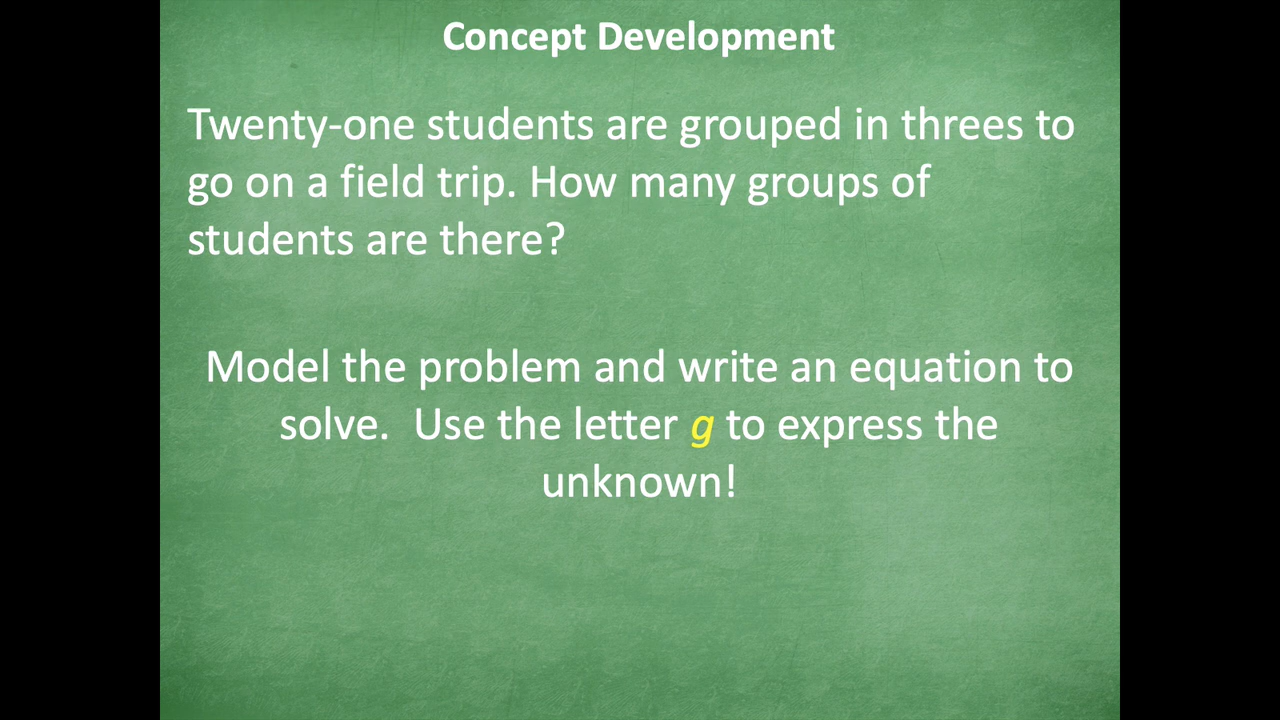 Concept Development
Twenty-one students are grouped in threes to
go on a field trip. How many groups of
students are there?
Model the problem and write an equation to
solve.  Use the letter g to express the
unknown!